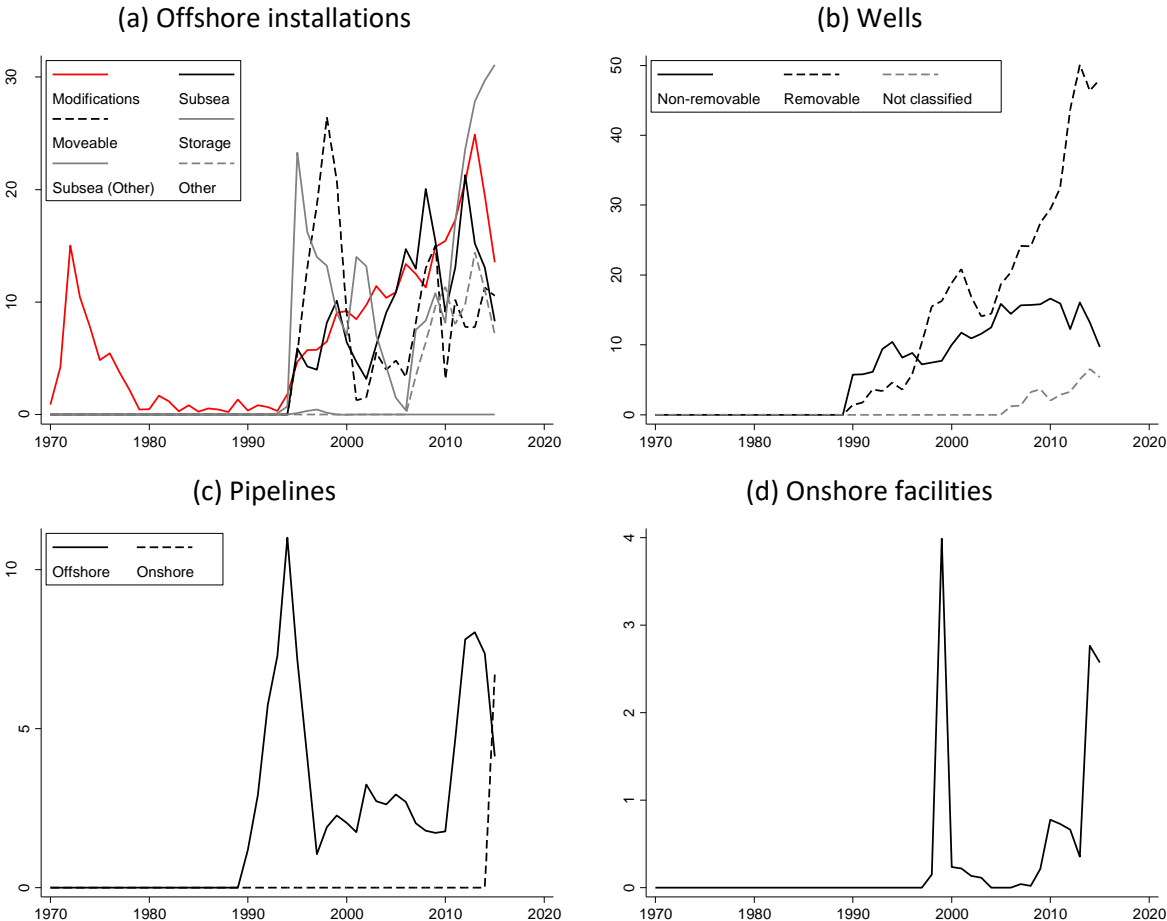 (a) Offshore installations
Modifications Subsea
Moveable Storage
Subsea (Other) Other
30
20
10
0
1970 1980 1990 2000 2010 2020
(b) Wells
Non-removable Removable Not classified
50
40
30
20
10
0
1970 1980 1990 2000 2010 2020
(c) Pipelines
Offshore Onshore
10
5
0
1970 1980 1990 2000 2010 2020
(d) Onshore facilities
4
3
2
1
0
1970 1980 1990 2000 2010 2020